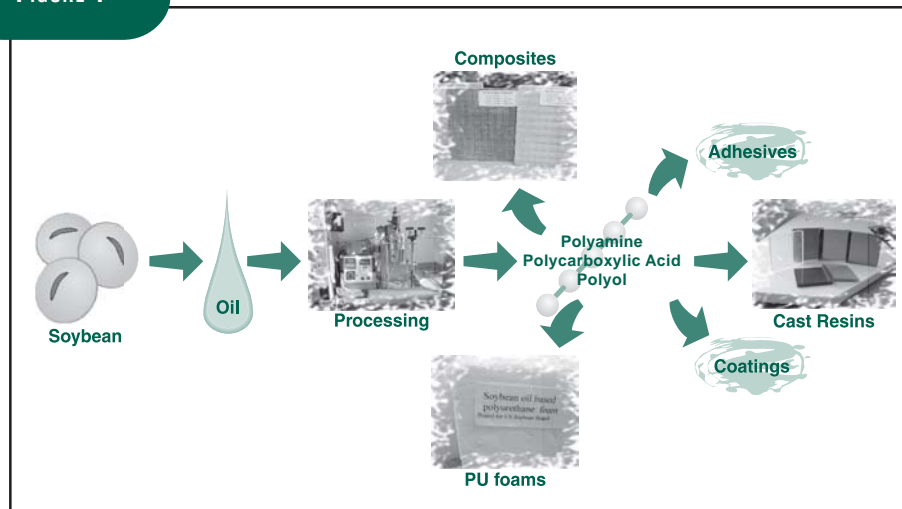 Composites
Adhesives
Polyamine
Polycarboxylic Acid
Polyol
Oil
Soybean
Processing
Cast Resins
Coatings
Soybean oil based
polyurethane foam
PU foams